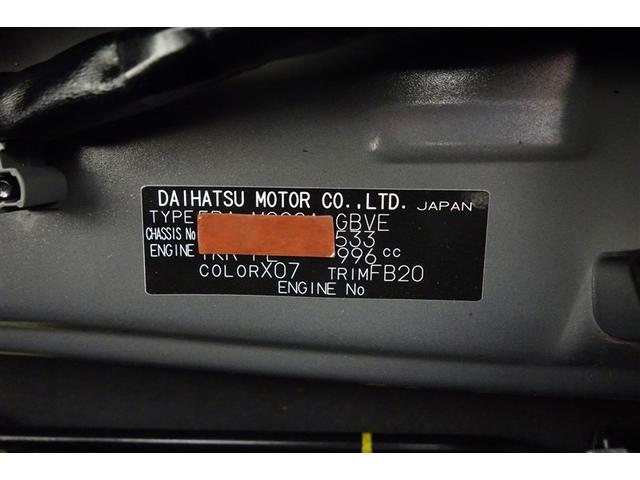 DAIHATSU MOTOR CO.,LTD. JAPAN
TYPE GBVE
CHASSIS No 533
ENGINE 996 cc
COLOR X07 TRIM FB20
ENGINE No